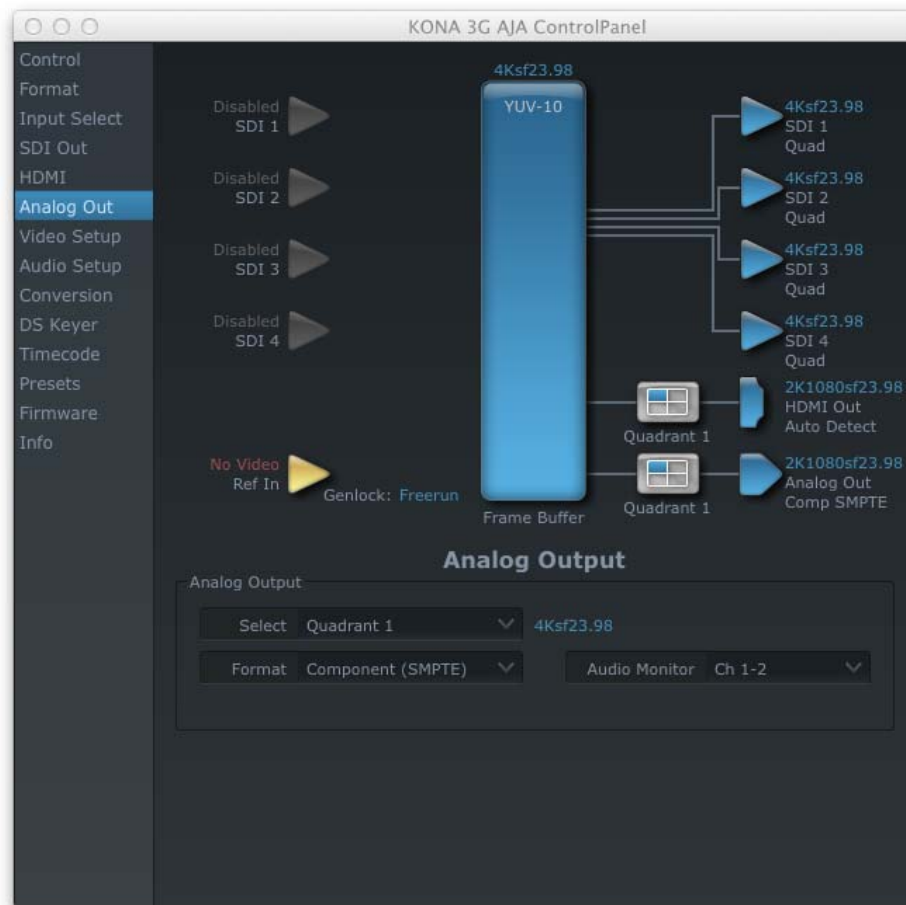 KONA 3G AJA ControlPanel
Control
Format
Input Select
SDI Out
HDMI
Analog Out
Video Setup
Audio Setup
Conversion
DS Keyer
Timecode
Presets
Firmware
Info
4Ksf23.98
YUV-10
Disabled
SDI 1
Disabled
SDI 2
Disabled
SDI 3
Disabled
SDI 4
No Video
Ref In
Genlock: Freerun
Frame Buffer
4Ksf23.98
SDI 1
Quad
4Ksf23.98
SDI 2
Quad
4Ksf23.98
SDI 3
Quad
4Ksf23.98
SDI 4
Quad
Quadrant 1
2K1080sf23.98
HDMI Out
Auto Detect
Quadrant 1
2K1080sf23.98
Analog Out
Comp SMPTE
Analog Output
Analog Output
Select Quadrant 1 4Ksf23.98
Format Component (SMPTE) Audio Monitor Ch 1-2